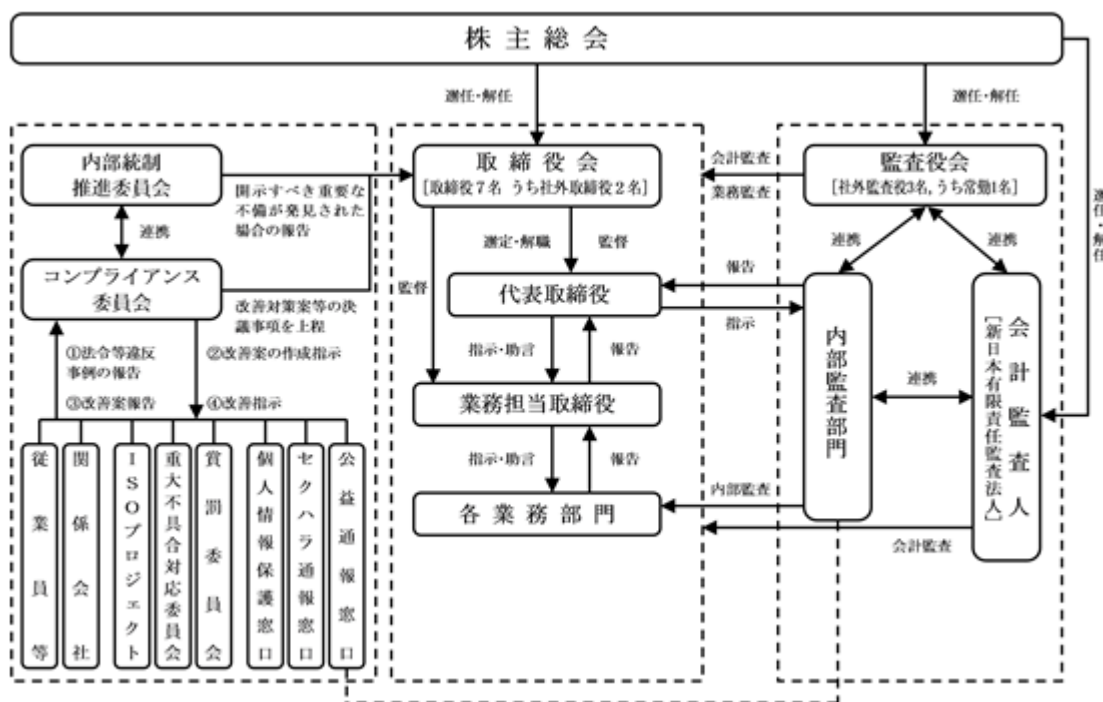 株主総会
選任・解任
選任・解任
選任・解任
内部統制
推進委員会
連携
コンプライアンス
委員会
開示すべき重要な
不備が発見された
場合の報告
改善対策案等の決
議事項を上程
①法令等違反
事例の報告
②改善案の作成指示
③改善案報告
④改善指示
従業員等
関係会社
ISOプロジェクト
重大不具合対応委員会
賞罰委員会
個人情報保護窓口
セクハラ通報窓口
公益通報窓口
取締役会
[取締役7名 うち社外取締役2名]
選定・解職
監督
監督
代表取締役
指示・助言
報告
業務担当取締役
指示・助言
報告
各業務部門
会計監査
業務監査
報告
指示
内部監査
会計監査
監査役会
[社外監査役3名,うち常勤1名]
連携
連携
内部監査部門
連携
会計監査人
[新日本有限責任監査法人]